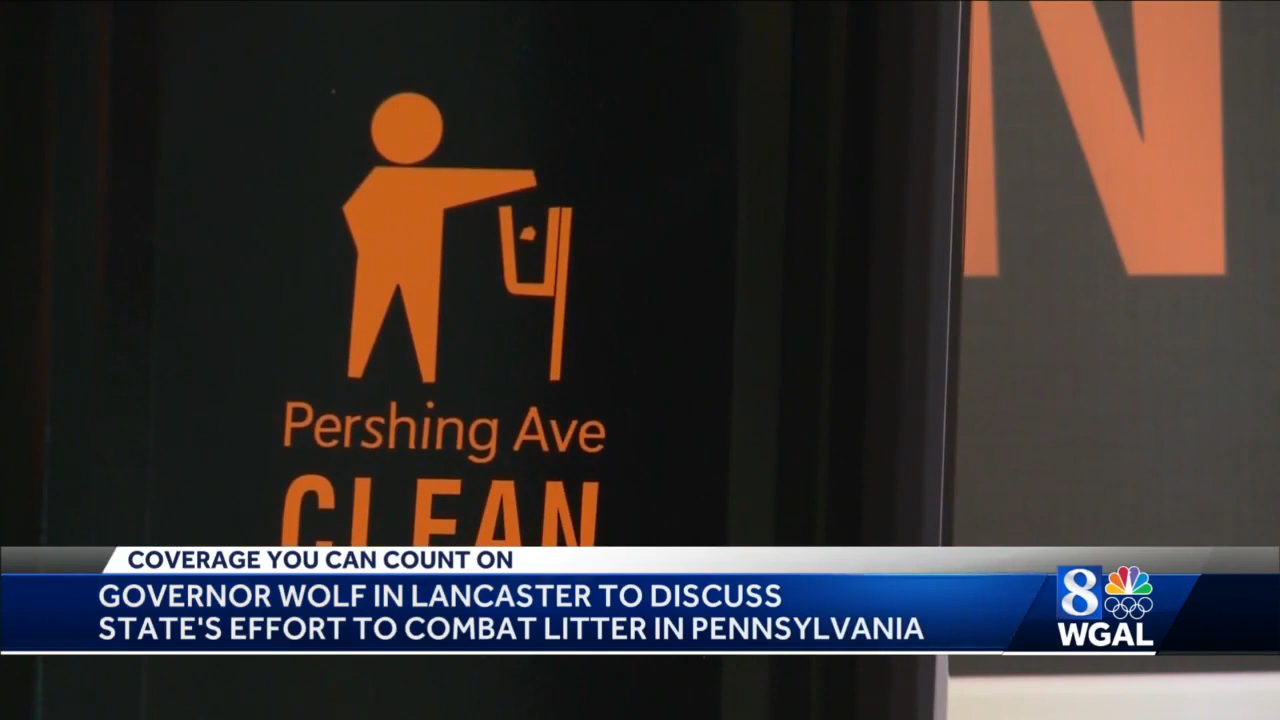 N
Pershing Ave
CLEAN
COVERAGE YOU CAN COUNT ON
GOVERNOR WOLF IN LANCASTER TO DISCUSS
STATE'S EFFORT TO COMBAT LITTER IN PENNSYLVANIA
8
WGAL